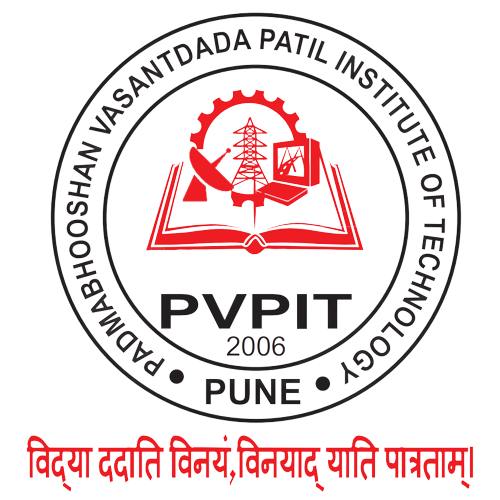 PADMABHOOSHAN VASANTDADA PATIL INSTITUTE OF TECHNOLOGY
PVPIT
2006
• PUNE •
विद्‌या ददाति विनयं,विनयाद् याति पात्रताम्।